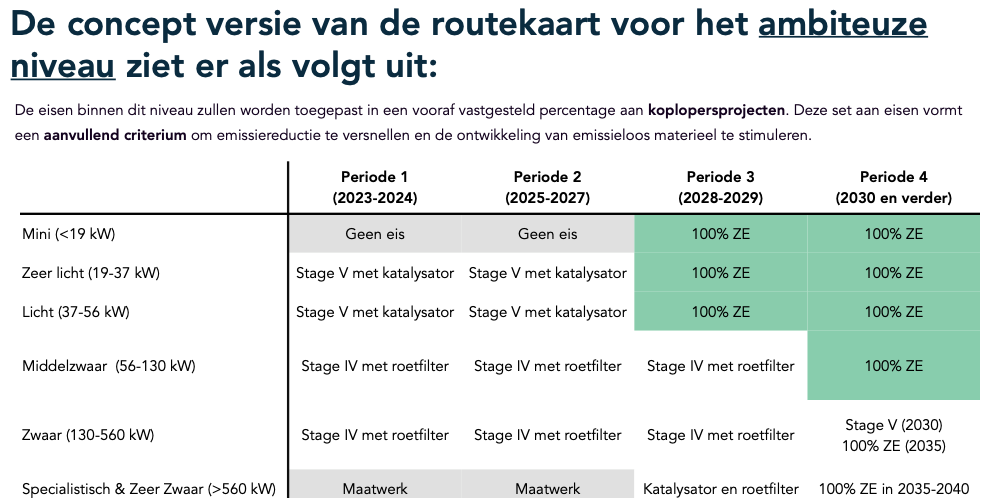 De concept versie van de routekaart voor het ambiteuze
niveau ziet er als volgt uit:
De eisen binnen dit niveau zullen worden toegepast in een vooraf vastgesteld percentage aan koplopersprojecten. Deze set aan eisen vormt
een aanvullend criterium om emissiereductie te versnellen en de ontwikkeling van emissieloos materieel te stimuleren.
Periode 1 Periode 2 Periode 3 Periode 4
(2023-2024) (2025-2027) (2028-2029) (2030 en verder)
Mini (<19 kW) Geen eis Geen eis 100% ZE 100% ZE
Zeer licht (19-37 kW) Stage V met katalysator Stage V met katalysator 100% ZE 100% ZE
Licht (37-56 kW) Stage V met katalysator Stage V met katalysator 100% ZE 100% ZE
Middelzwaar (56-130 kW) Stage IV met roetfilter Stage IV met roetfilter Stage IV met roetfilter 100% ZE
Zwaar (130-560 kW) Stage IV met roetfilter Stage IV met roetfilter Stage IV met roetfilter Stage V (2030)
100% ZE (2035)
Specialistisch & Zeer Zwaar (>560 kW) Maatwerk Maatwerk Katalysator en roetfilter 100% ZE in 2035-2040